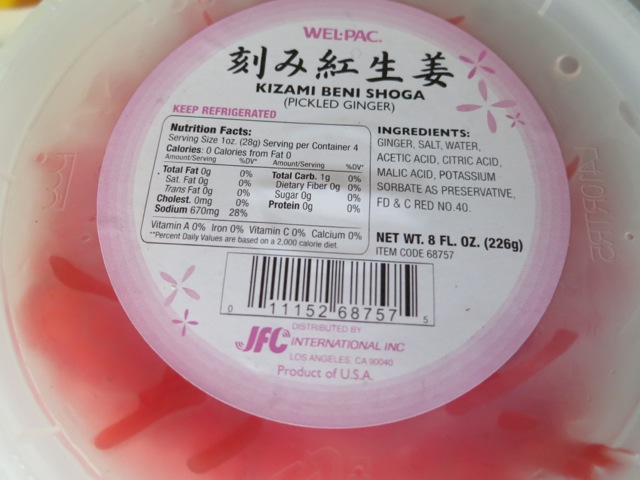 WEL·PAC.
刻み紅生姜
KIZAMI BENI SHOGA
(PICKLED GINGER)
KEEP REFRIGERATED
Nutrition Facts:
Serving Size 1oz. (28g) Serving per Container 4
Calories: 0 Calories from Fat 0
Amount/Serving %DV* Amount/Serving %DV*
Total Fat 0g 0% Total Carb. 1g 0%
Sat. Fat 0g 0% Dietary Fiber 0g 0%
Trans Fat 0g 0% Sugar 0g 0%
Cholest. 0mg 0% Protein 0g 0%
Sodium 670mg 28%
Vitamin A 0% Iron 0% Vitamin C 0% Calcium 0%
**Percent Daily Values are based on a 2,000 calorie diet.
INGREDIENTS:
GINGER, SALT, WATER,
ACETIC ACID, CITRIC ACID,
MALIC ACID, POTASSIUM
SORBATE AS PRESERVATIVE,
FD & C RED NO.40.
NET WT. 8 FL. OZ. (226g)
ITEM CODE 68757
0 11152 68757 5
DISTRIBUTED BY
JFC INTERNATIONAL INC
LOS ANGELES, CA 90040
Product of U.S.A.